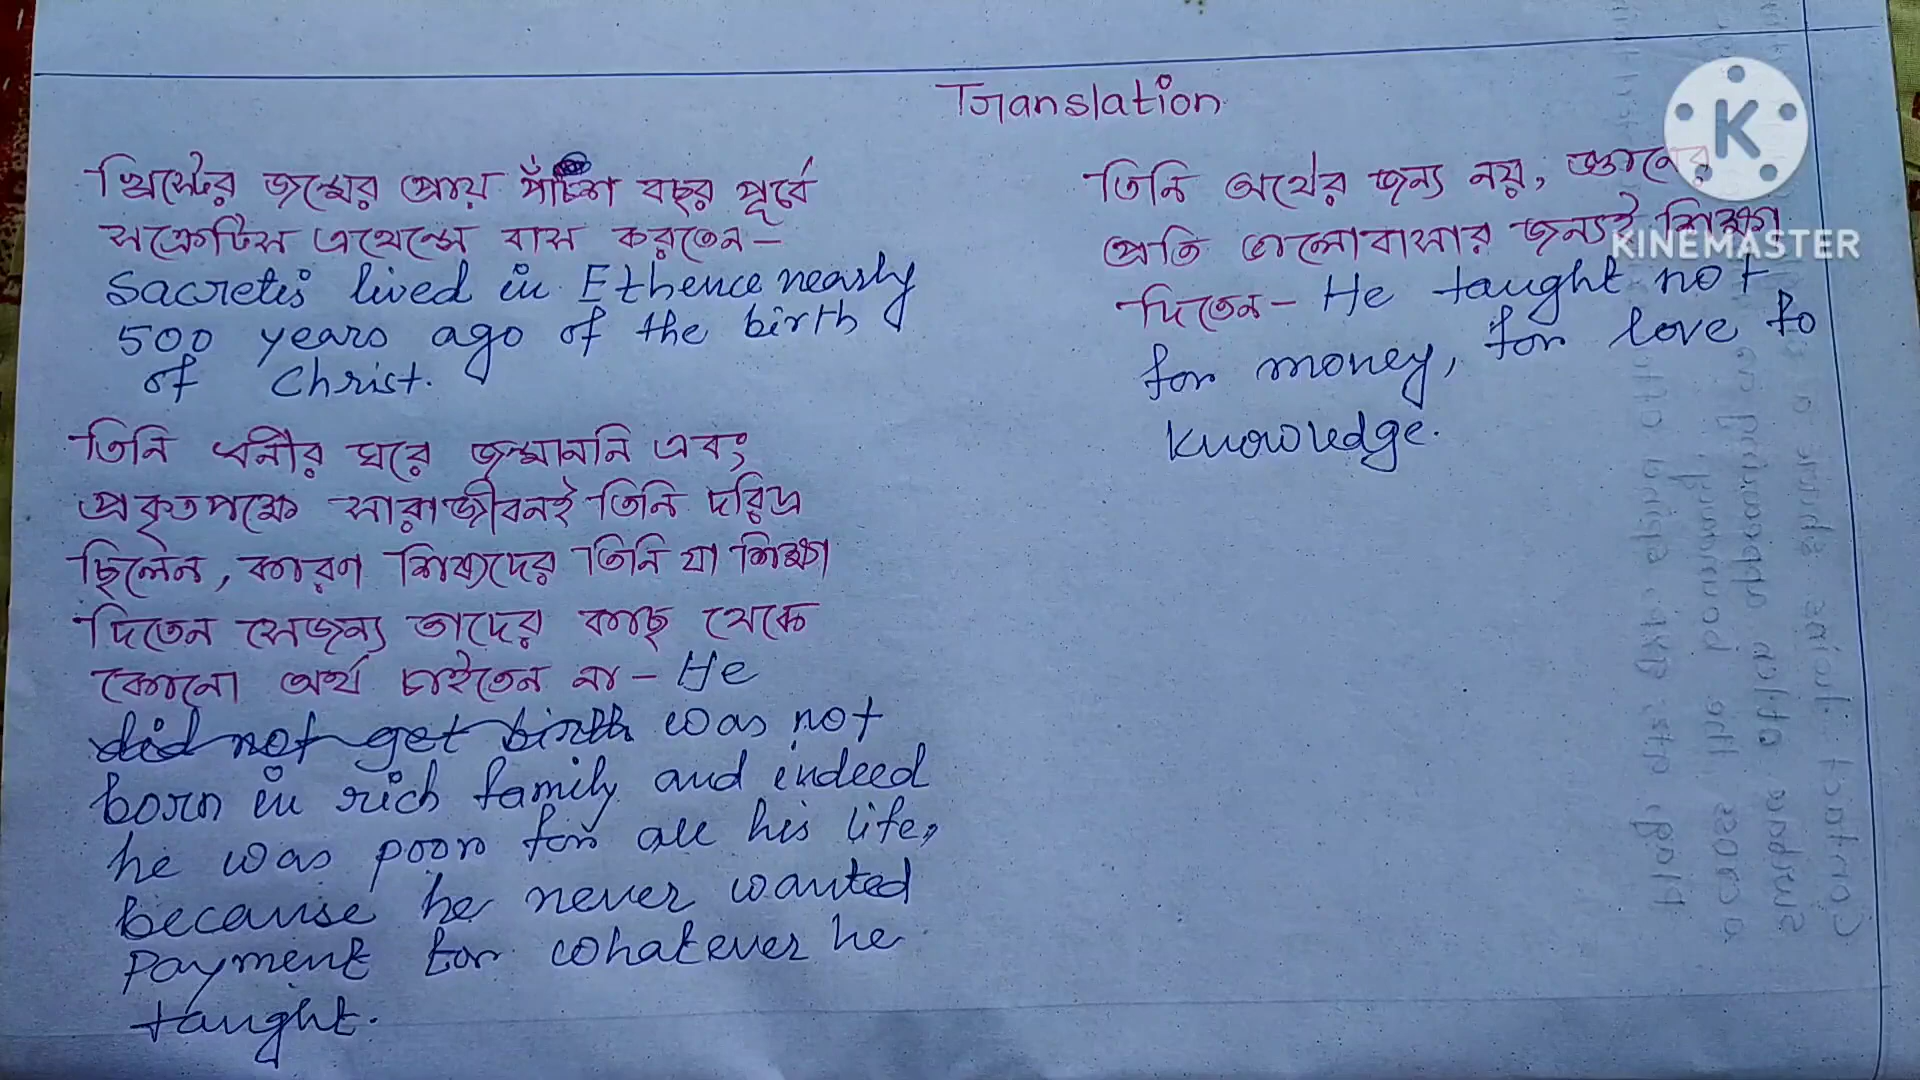 Translation
খ্রিস্টের জন্মের প্রায় পাঁচশ বছর পূর্বে
সক্রেটিস এথেন্সে বাস করতেন -
Sacretis lived in Ethence nearly
500 years ago of the birth
of Christ.
তিনি ধনীর ঘরে জন্মাননি এবং
প্রকৃতপক্ষে সারাজীবনই তিনি দরিদ্র
ছিলেন, কারণ শিষ্যদের তিনি যা শিক্ষা
দিতেন সেজন্য তাদের কাছ থেকে
কোনো অর্থ চাইতেন না - He
did not get birth was not
born in rich family and indeed
he was poor for all his life,
because he never wanted
payment for whatever he
taught.
তিনি অর্থের জন্য নয়, জ্ঞানের
প্রতি ভালোবাসার জন্যই শিক্ষা
দিতেন - He taught not
for money, for love to
knowledge.
K
KINEMASTER